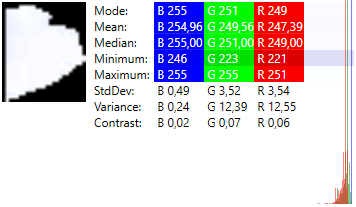 Mode: B 255 G 251 R 249
Mean: B 254,96 G 249,56 R 247,39
Median: B 255,00 G 251,00 R 249,00
Minimum: B 246 G 223 R 221
Maximum: B 255 G 255 R 251
StdDev: B 0,49 G 3,52 R 3,54
Variance: B 0,24 G 12,39 R 12,55
Contrast: B 0,02 G 0,07 R 0,06